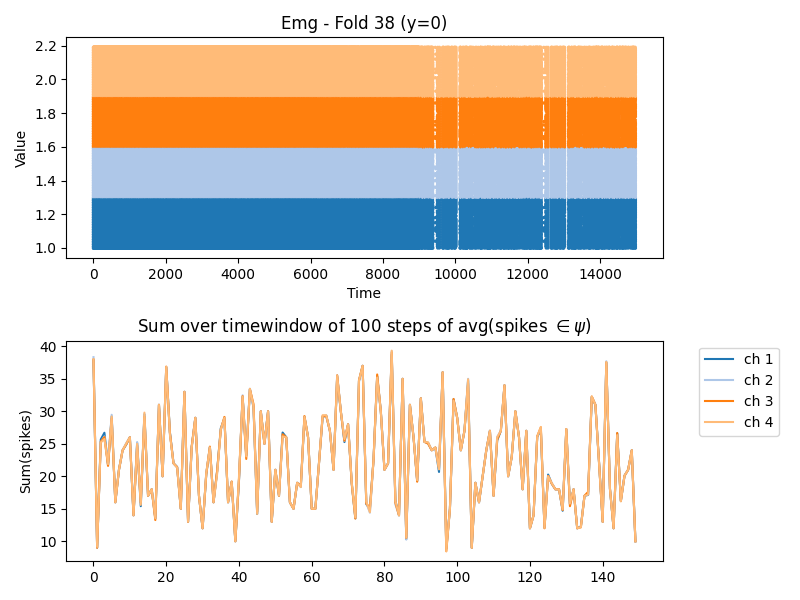 Emg - Fold 38 (y=0)
Value
2.2
2.0
1.8
1.6
1.4
1.2
1.0
0 2000 4000 6000 8000 10000 12000 14000
Time
Sum over timewindow of 100 steps of avg(spikes ∈ ψ)
Sum(spikes)
40
35
30
25
20
15
10
0 20 40 60 80 100 120 140
ch 1
ch 2
ch 3
ch 4